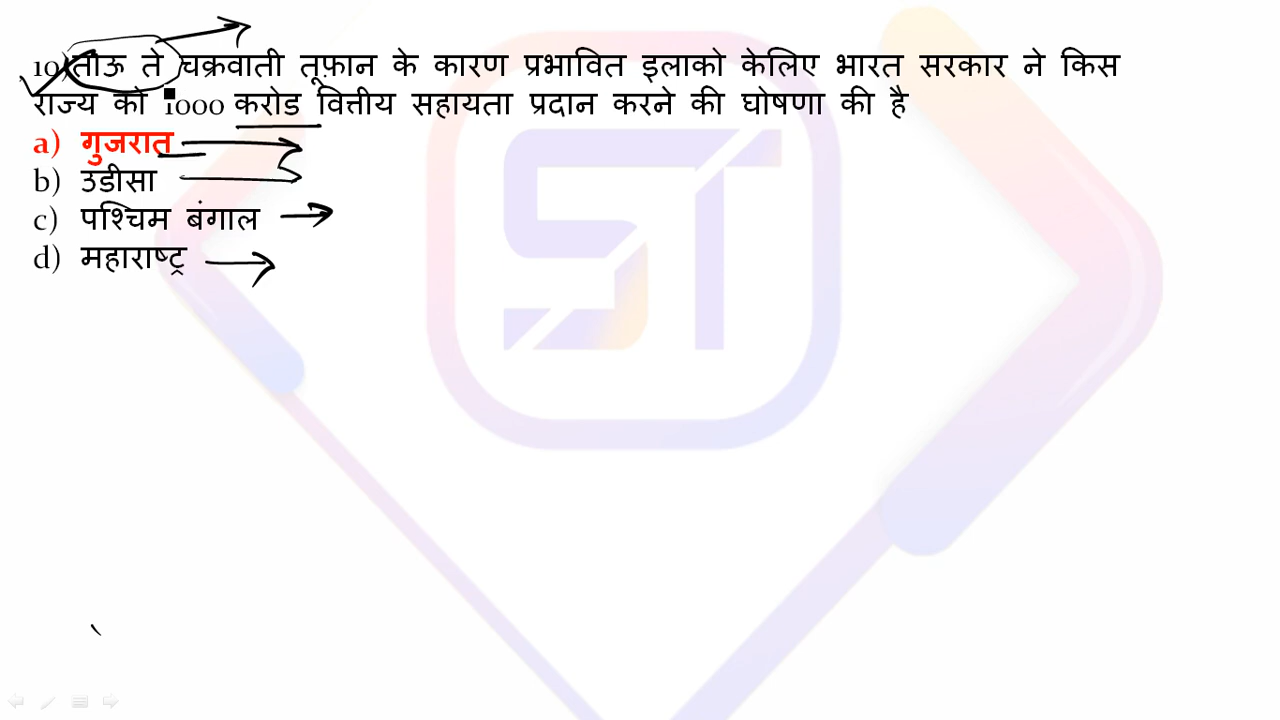 10)ताऊ ते चक्रवाती तूफ़ान के कारण प्रभावित इलाको केलिए भारत सरकार ने किस
राज्य को 1000 करोड वित्तीय सहायता प्रदान करने की घोषणा की है
a) गुजरात
b) उडीसा
c) पश्चिम बंगाल
d) महाराष्ट्र
ST